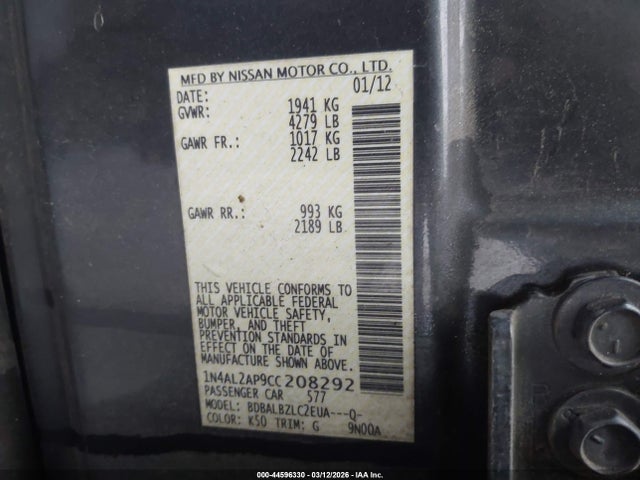 MFD BY NISSAN MOTOR CO., LTD.
DATE: 01/12
GVWR: 1941 KG
4279 LB
GAWR FR.: 1017 KG
2242 LB
GAWR RR.: 993 KG
2189 LB
THIS VEHICLE CONFORMS TO
ALL APPLICABLE FEDERAL
MOTOR VEHICLE SAFETY,
BUMPER, AND THEFT
PREVENTION STANDARDS IN
EFFECT ON THE DATE OF
MANUFACTURE SHOWN ABOVE.
1N4AL2AP9CC208292
PASSENGER CAR 577
MODEL: BDBALBZLC2EUA---Q-
COLOR: K50 TRIM: G 9N00A
000-44596330 - 03/12/2026 - IAA Inc.